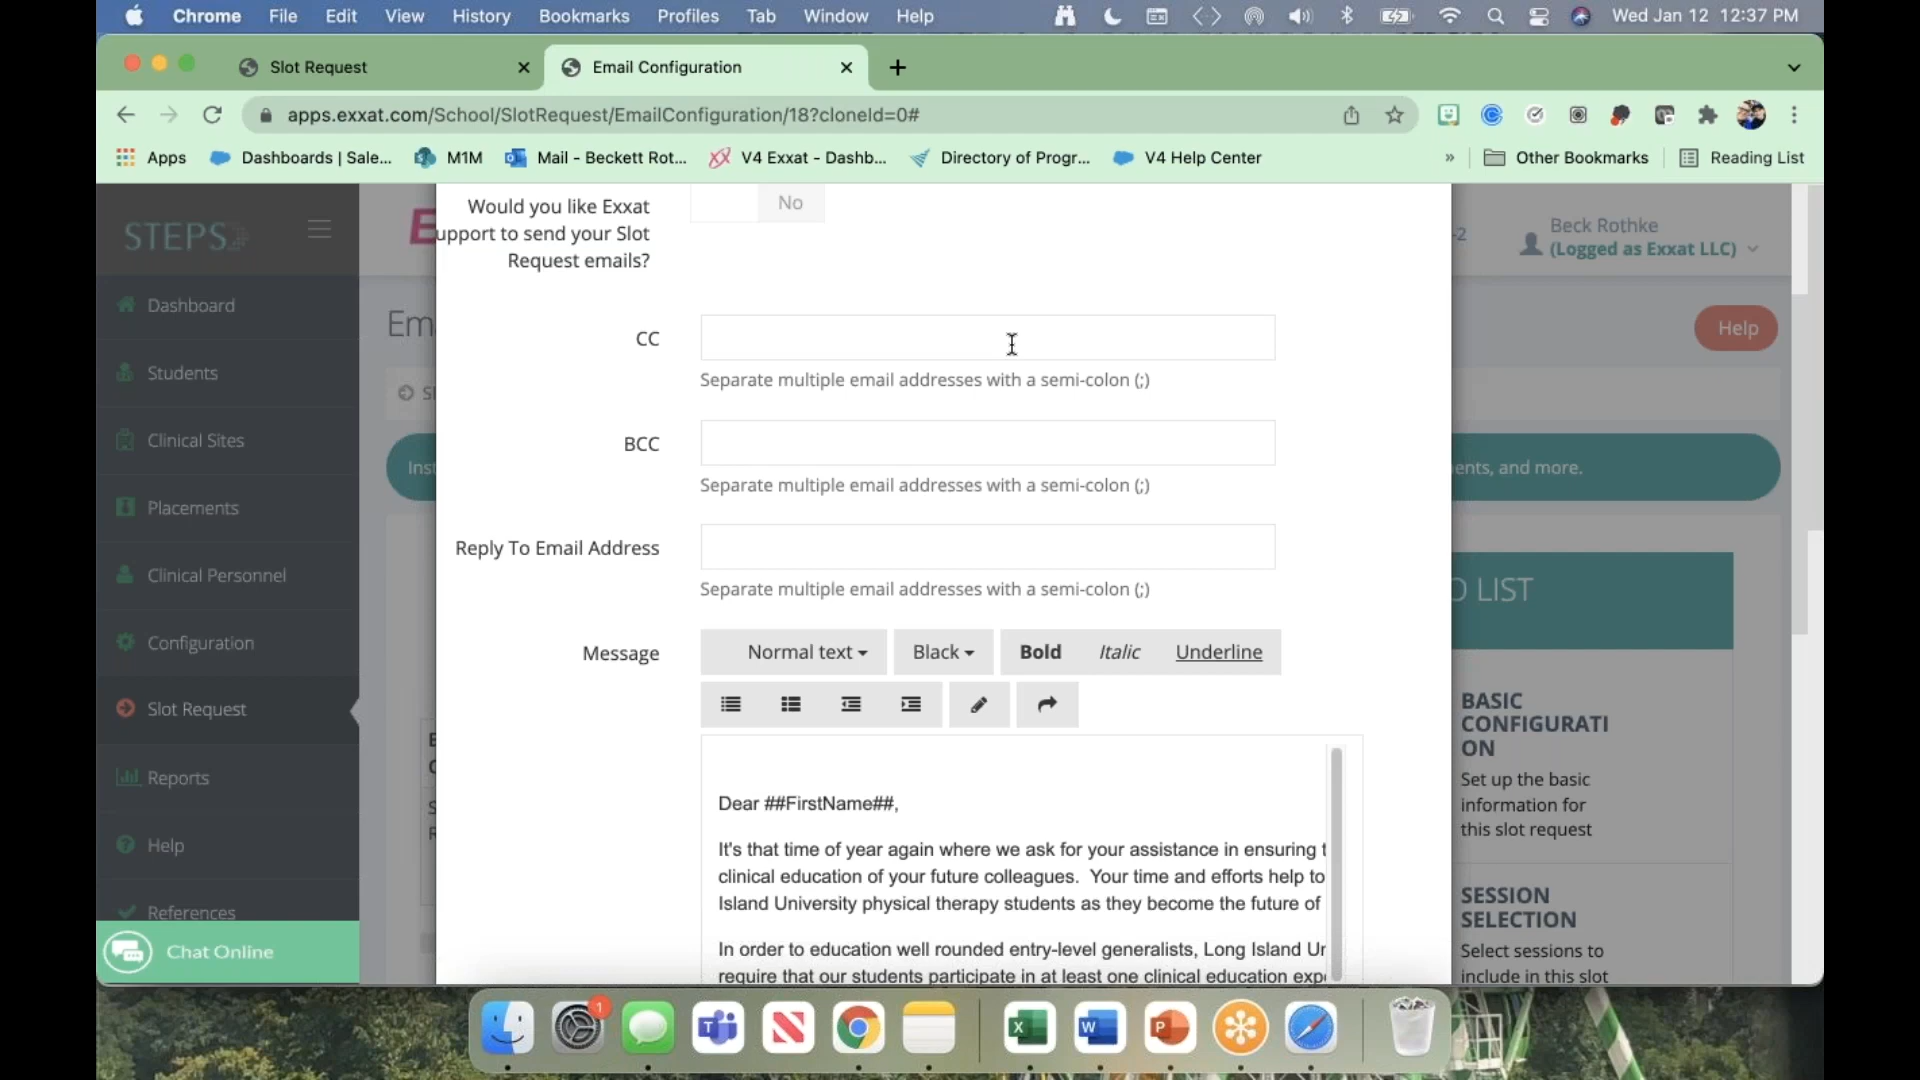 Chrome File Edit View History Bookmarks Profiles Tab Window Help Wed Jan 12 12:37 PM
Slot Request
Email Configuration
apps.exxat.com/School/SlotRequest/EmailConfiguration/18?cloneId=0#
Apps Dashboards | Sale... M1M Mail - Beckett Rot... V4 Exxat - Dashb... Directory of Progr... V4 Help Center » Other Bookmarks Reading List
STEPS
Dashboard
Students
Clinical Sites
Placements
Clinical Personnel
Configuration
Slot Request
Reports
Help
References
Chat Online
E
Em
Sl
Inst
Would you like Exxat
upport to send your Slot
Request emails?
No
CC
Separate multiple email addresses with a semi-colon (;)
BCC
Separate multiple email addresses with a semi-colon (;)
Reply To Email Address
Separate multiple email addresses with a semi-colon (;)
Message
Normal text Black Bold Italic Underline
Dear ##FirstName##,
It's that time of year again where we ask for your assistance in ensuring t
clinical education of your future colleagues. Your time and efforts help to
Island University physical therapy students as they become the future of
In order to education well rounded entry-level generalists, Long Island Un
require that our students participate in at least one clinical education expe
-2
Beck Rothke
(Logged as Exxat LLC)
Help
ents, and more.
O LIST
BASIC
CONFIGURATI
ON
Set up the basic
information for
this slot request
SESSION
SELECTION
Select sessions to
include in this slot
1